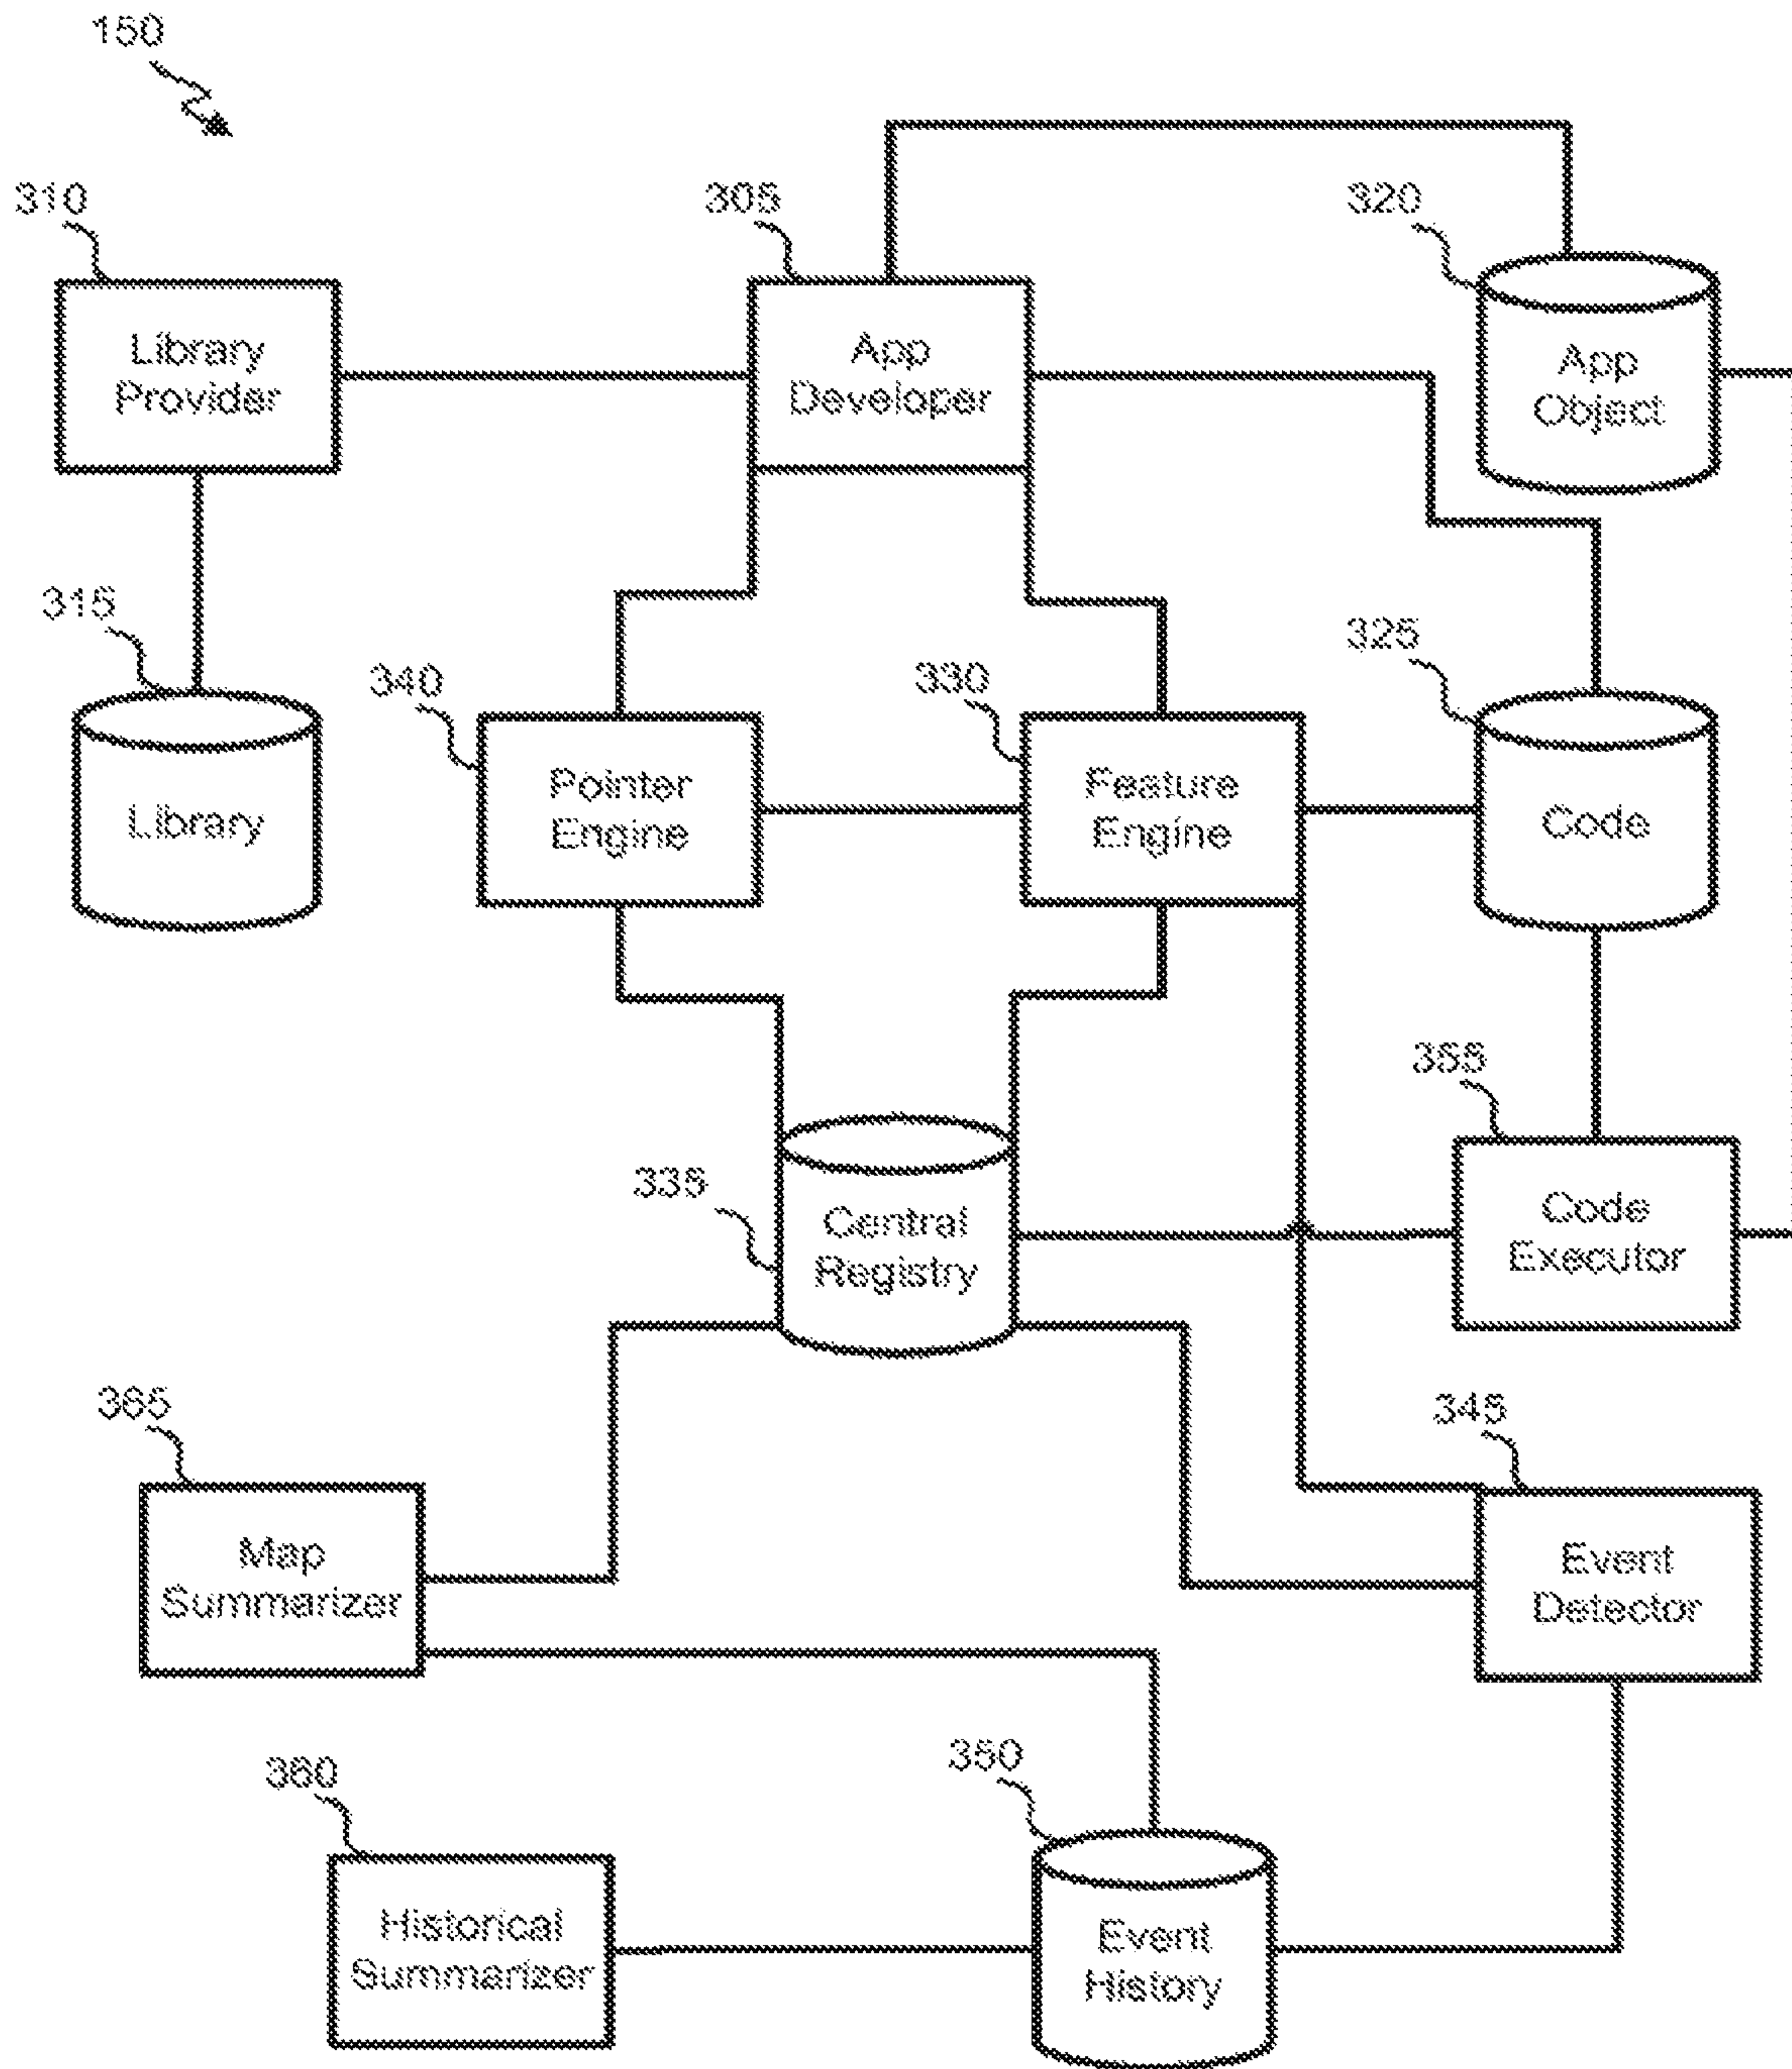 150
310
305
320
Library
Provider
App
Developer
App
Object
315
340
330
325
Library
Pointer
Engine
Feature
Engine
Code
355
335
Central
Registry
Code
Executor
365
345
Map
Summarizer
Event
Detector
360
350
Historical
Summarizer
Event
History